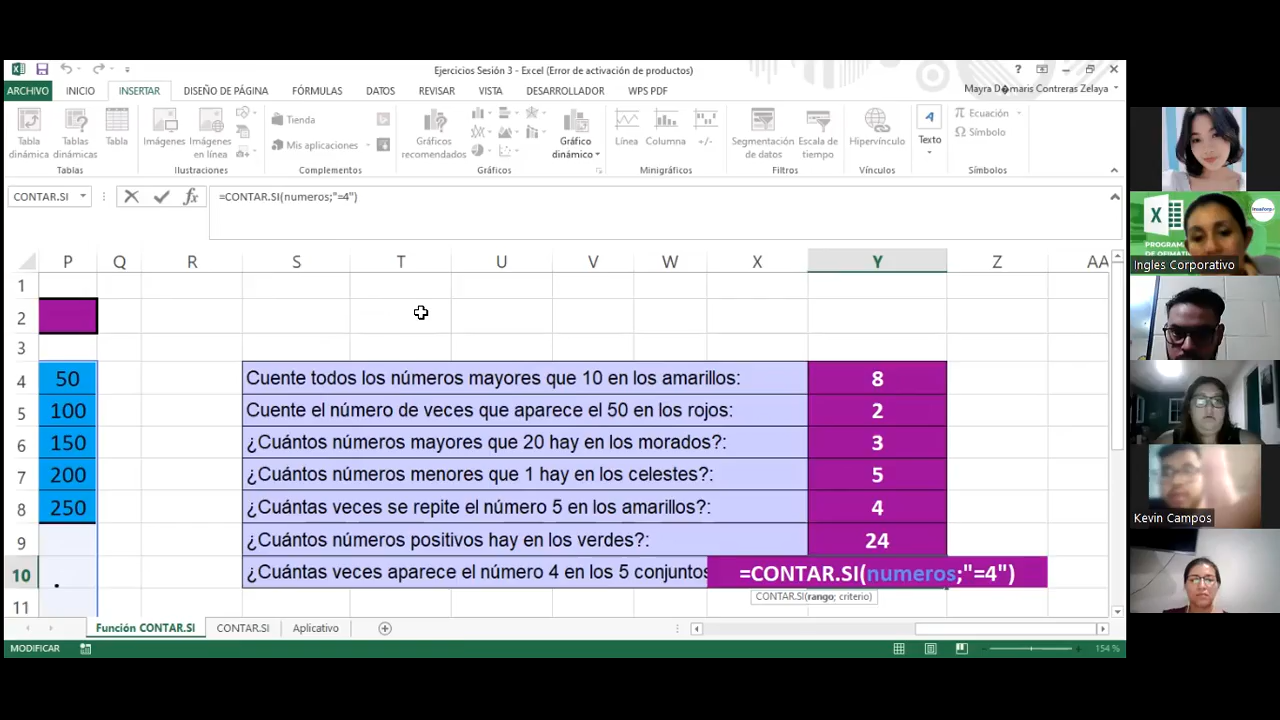 Ejercicios Sesión 3 - Excel (Error de activación de productos)
ARCHIVO INICIO INSERTAR DISEÑO DE PÁGINA FÓRMULAS DATOS REVISAR VISTA DESARROLLADOR WPS PDF
Mayra D�maris Contreras Zelaya
Tabla dinámica
Tablas dinámicas
Tabla
Imágenes
Imágenes en línea
Tienda
Mis aplicaciones
Gráficos recomendados
Gráfico dinámico
Línea
Columna
+/-
Segmentación de datos
Escala de tiempo
Hipervínculo
Texto
Ecuación
Símbolo
Tablas Ilustraciones Complementos Gráficos Minigráficos Filtros Vínculos Símbolos
CONTAR.SI fx =CONTAR.SI(numeros;"=4")
P Q R S T U V W X Y Z AA
1
2
3
4 50 Cuente todos los números mayores que 10 en los amarillos: 8
5 100 Cuente el número de veces que aparece el 50 en los rojos: 2
6 150 ¿Cuántos números mayores que 20 hay en los morados?: 3
7 200 ¿Cuántos números menores que 1 hay en los celestes?: 5
8 250 ¿Cuántas veces se repite el número 5 en los amarillos?: 4
9 ¿Cuántos números positivos hay en los verdes?: 24
10 . ¿Cuántas veces aparece el número 4 en los 5 conjuntos =CONTAR.SI(numeros;"=4")
11 CONTAR.SI(rango; criterio)
Función CONTAR.SI CONTAR.SI Aplicativo
MODIFICAR 154 %
PROGRAMA
DE OFIMÁTICA
Ingles Corporativo
Kevin Campos